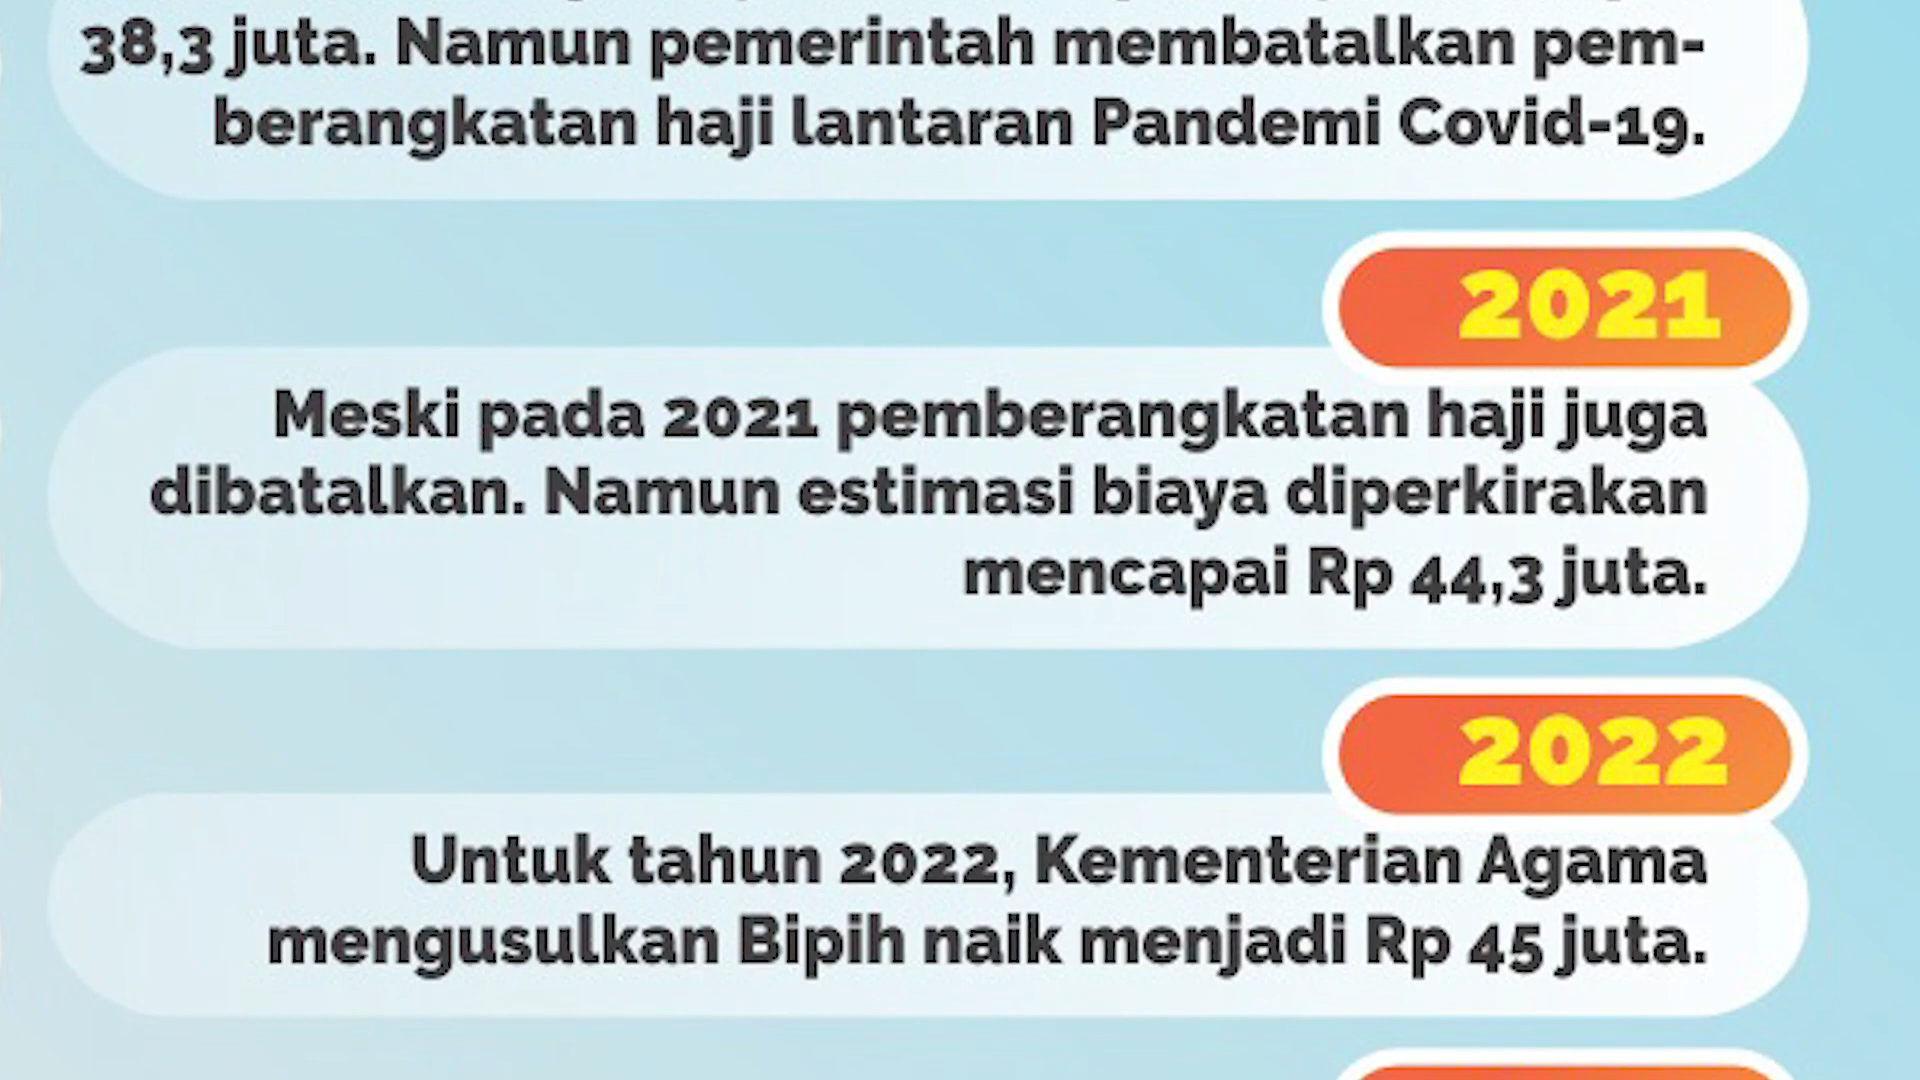 38,3 juta. Namun pemerintah membatalkan pem-
berangkatan haji lantaran Pandemi Covid-19.
2021
Meski pada 2021 pemberangkatan haji juga
dibatalkan. Namun estimasi biaya diperkirakan
mencapai Rp 44,3 juta.
2022
Untuk tahun 2022, Kementerian Agama
mengusulkan Bipih naik menjadi Rp 45 juta.